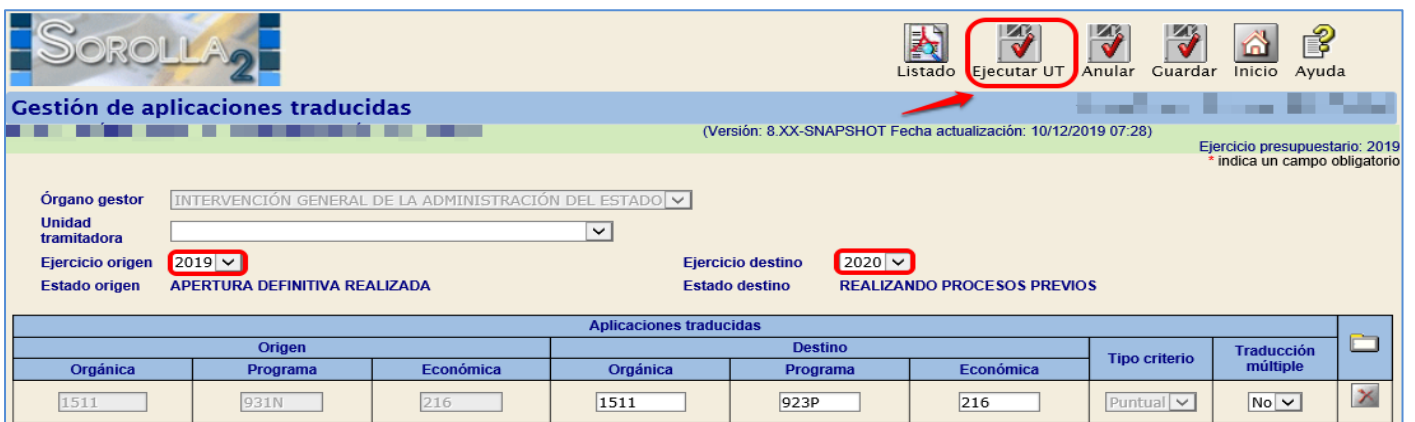 SOROLLA2
Listado Ejecutar UT Anular Guardar Inicio Ayuda
Gestión de aplicaciones traducidas
(Versión: 8.XX-SNAPSHOT Fecha actualización: 10/12/2019 07:28)
Ejercicio presupuestario: 2019
* indica un campo obligatorio
Órgano gestor INTERVENCIÓN GENERAL DE LA ADMINISTRACIÓN DEL ESTADO
Unidad
tramitadora
Ejercicio origen 2019 Ejercicio destino 2020
Estado origen APERTURA DEFINITIVA REALIZADA Estado destino REALIZANDO PROCESOS PREVIOS
Aplicaciones traducidas
Origen Destino Tipo criterio Traducción
múltiple
Orgánica Programa Económica Orgánica Programa Económica
1511 931N 216 1511 923P 216 Puntual No